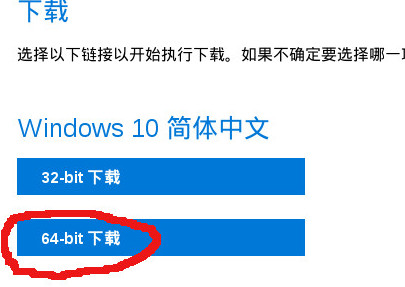 下载
选择以下链接以开始执行下载。如果不确定要选择哪一
Windows 10 简体中文
32-bit 下载
64-bit 下载